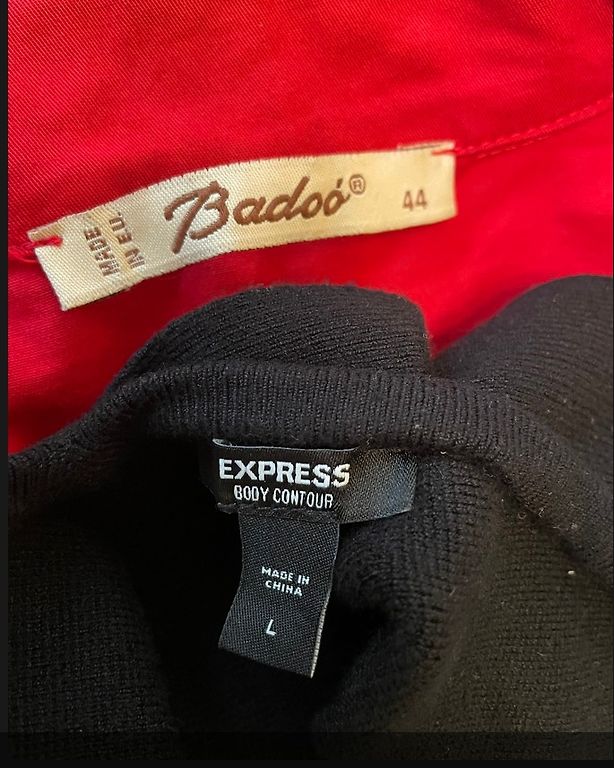 MADE
IN EU.
Badoó® 44
EXPRESS
BODY CONTOUR
MADE IN
CHINA
L